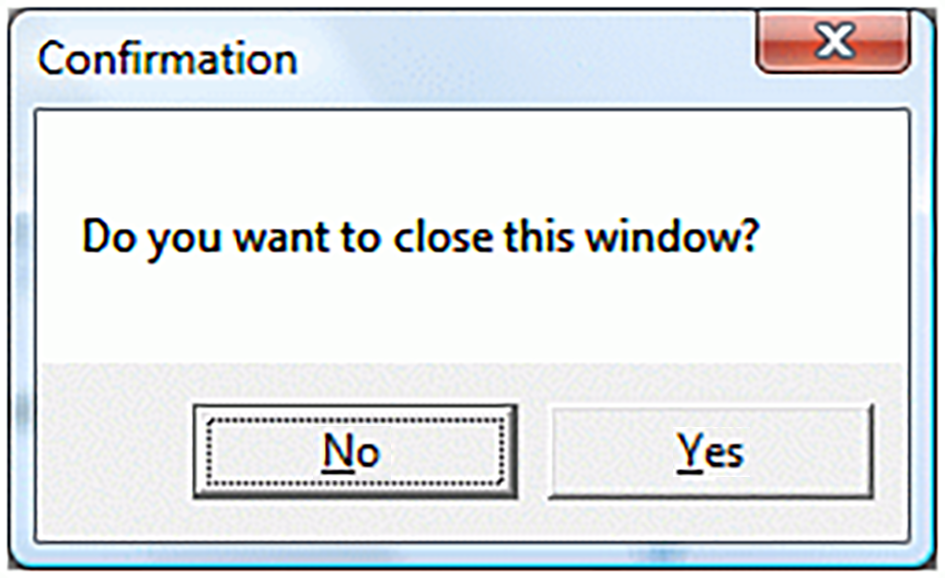 Confirmation
Do you want to close this window?
No
Yes